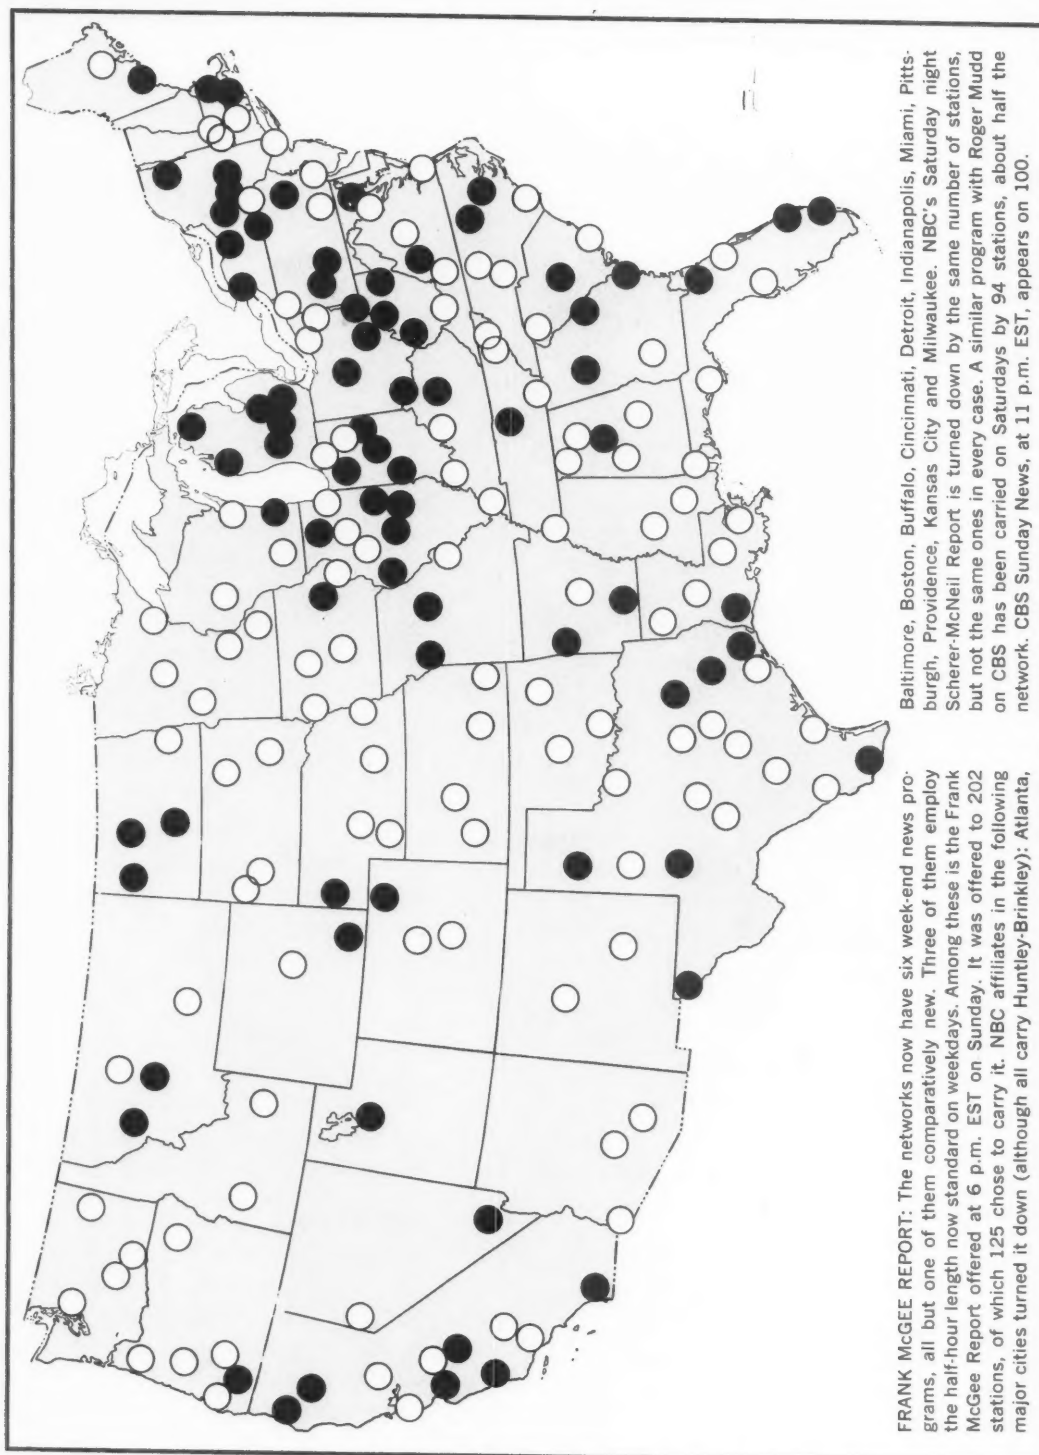 FRANK McGEE REPORT: The networks now have six week-end news pro-
grams, all but one of them comparatively new. Three of them employ
the half-hour length now standard on weekdays. Among these is the Frank
McGee Report offered at 6 p.m. EST on Sunday. It was offered to 202
stations, of which 125 chose to carry it. NBC affiliates in the following
major cities turned it down (although all carry Huntley-Brinkley): Atlanta,
Baltimore, Boston, Buffalo, Cincinnati, Detroit, Indianapolis, Miami, Pitts-
burgh, Providence, Kansas City and Milwaukee. NBC's Saturday night
Scherer-McNeil Report is turned down by the same number of stations,
but not the same ones in every case. A similar program with Roger Mudd
on CBS has been carried on Saturdays by 94 stations, about half the
network. CBS Sunday News, at 11 p.m. EST, appears on 100.